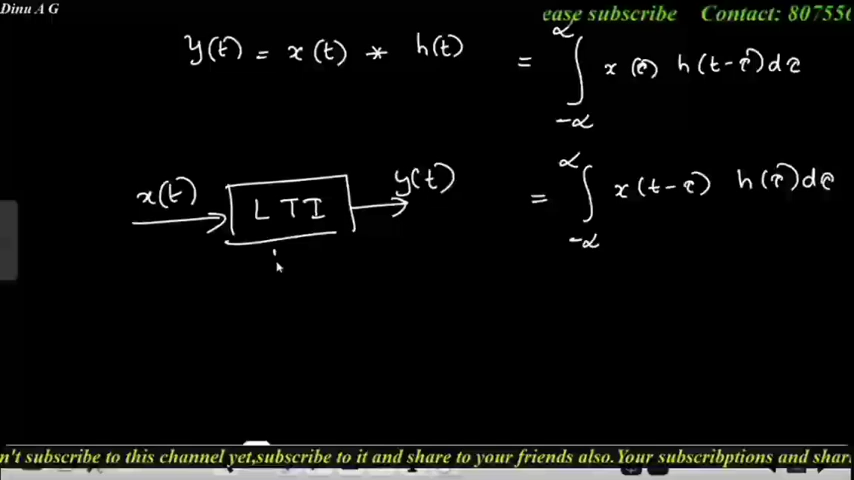 Dinu A G
ease subscribe Contact: 80755
y(t) = x(t) * h(t) = ∫_{-∝}^{∝} x(τ) h(t-τ)dτ
x(t) LTI y(t) = ∫_{-∝}^{∝} x(t-τ) h(τ)dτ
n't subscribe to this channel yet,subscribe to it and share to your friends also.Your subscribptions and shar